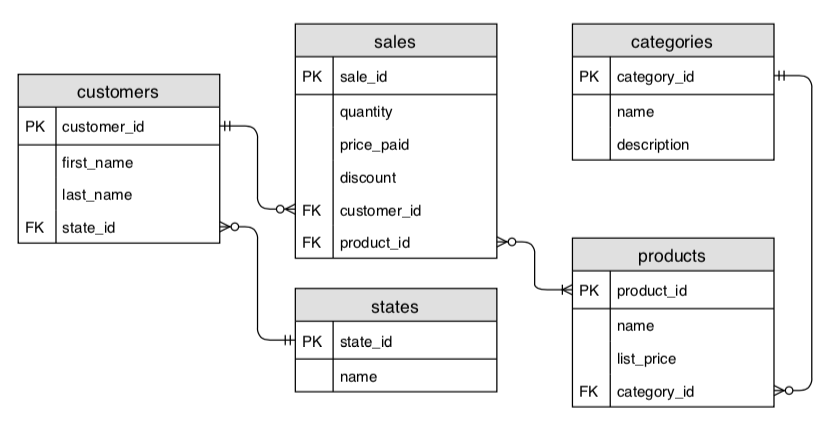 customers
PK customer_id
first_name
last_name
FK state_id
sales
PK sale_id
quantity
price_paid
discount
FK customer_id
FK product_id
states
PK state_id
name
categories
PK category_id
name
description
products
PK product_id
name
list_price
FK category_id